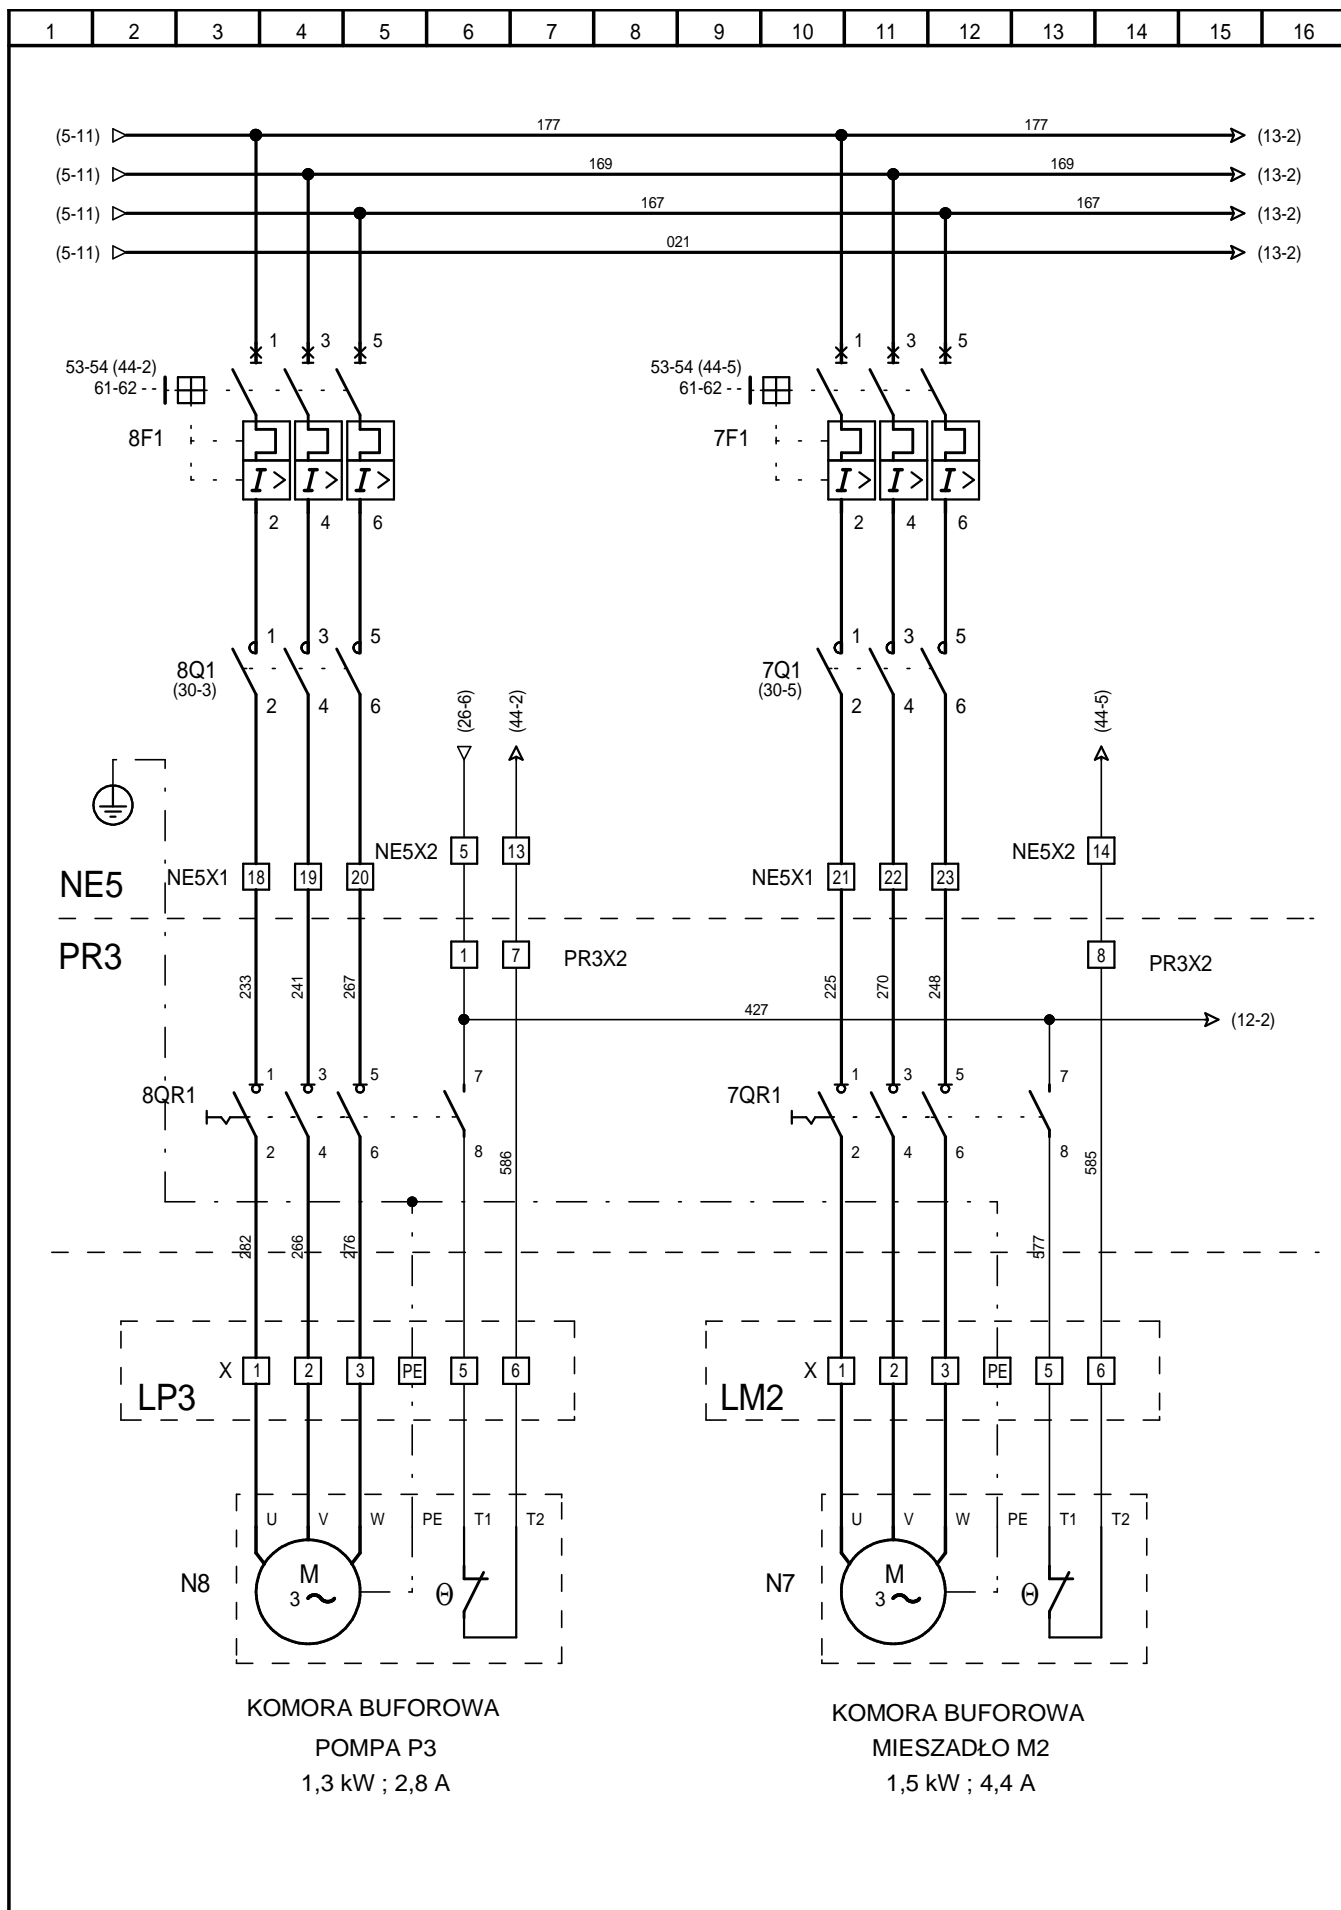 1 2 3 4 5 6 7 8 9 10 11 12 13 14 15 16
(5-11) 177 177 (13-2)
(5-11) 169 169 (13-2)
(5-11) 167 167 (13-2)
(5-11) 021 (13-2)
1 3 5 1 3 5
53-54 (44-2) 53-54 (44-5)
61-62 61-62
8F1 7F1
I > I > I > I > I > I >
2 4 6 2 4 6
1 3 5 1 3 5
8Q1 7Q1
(30-3) (30-5)
2 4 6 2 4 6
(26-6) (44-2) (44-5)
NE5X2 5 13 NE5X2 14
NE5 NE5X1 18 19 20 NE5X1 21 22 23
PR3 1 7 PR3X2 8 PR3X2
233 241 267 225 270 248
427 (12-2)
1 3 5 7 1 3 5 7
8QR1 7QR1
2 4 6 8 2 4 6 8
586 585
282 266 276 577
X 1 2 3 PE 5 6 X 1 2 3 PE 5 6
LP3 LM2
U V W PE T1 T2 U V W PE T1 T2
N8 M 3 Θ N7 M 3 Θ
KOMORA BUFOROWA
POMPA P3
1,3 kW ; 2,8 A
KOMORA BUFOROWA
MIESZADŁO M2
1,5 kW ; 4,4 A